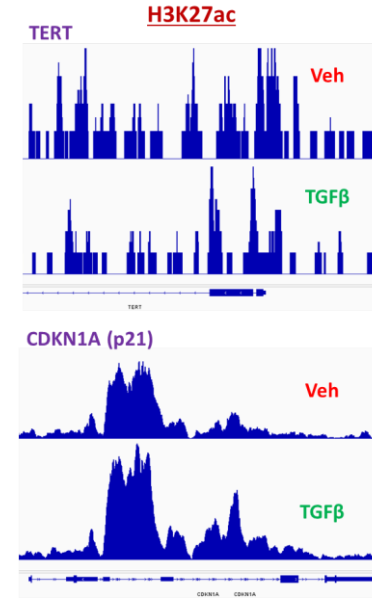 H3K27ac
TERT
Veh
TGFβ
TERT
CDKN1A (p21)
Veh
TGFβ
CDKN1A CDKN1A